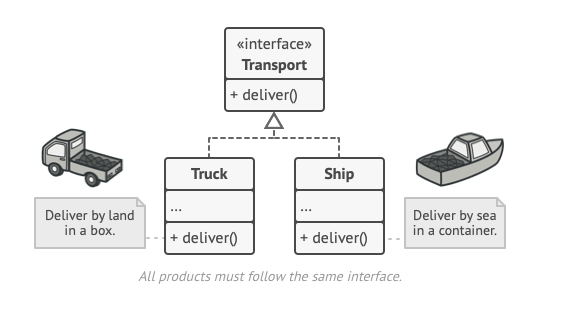 «interface»
Transport
+ deliver()
Truck
...
+ deliver()
Ship
...
+ deliver()
Deliver by land
in a box.
Deliver by sea
in a container.
All products must follow the same interface.